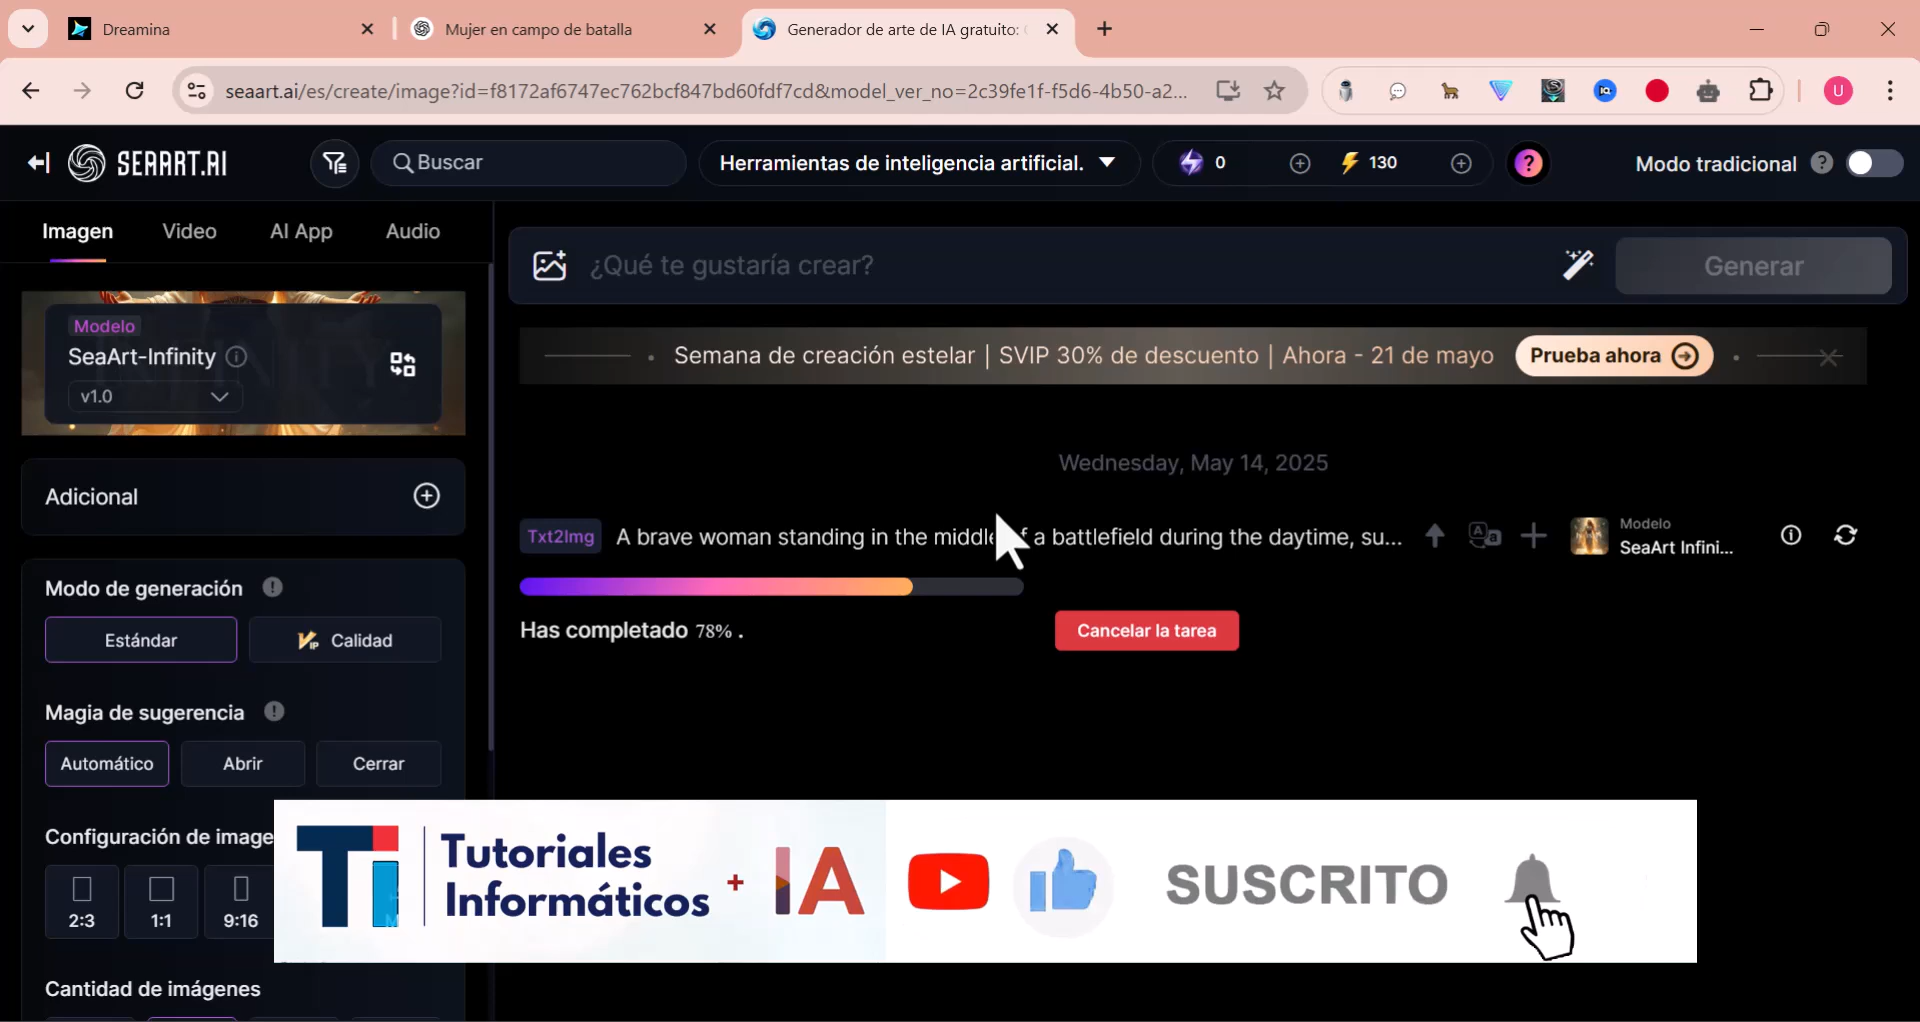 Dreamina
Mujer en campo de batalla
Generador de arte de IA gratuito:
seaart.ai/es/create/image?id=f8172af6747ec762bcf847bd60fdf7cd&model_ver_no=2c39fe1f-f5d6-4b50-a2...
U
SEAART.AI
Buscar
Herramientas de inteligencia artificial.
0
130
Modo tradicional
Imagen
Video
AI App
Audio
¿Qué te gustaría crear?
Generar
Modelo
SeaArt-Infinity
v1.0
Semana de creación estelar | SVIP 30% de descuento | Ahora - 21 de mayo
Prueba ahora
Wednesday, May 14, 2025
Adicional
Txt2Img
A brave woman standing in the middle of a battlefield during the daytime, su...
Modelo
SeaArt Infini...
Has completado 78% .
Cancelar la tarea
Modo de generación
Estándar
VIP
Calidad
Magia de sugerencia
Automático
Abrir
Cerrar
Configuración de image
2:3
1:1
9:16
Cantidad de imágenes
Ti
Tutoriales
Informáticos
+ IA
SUSCRITO